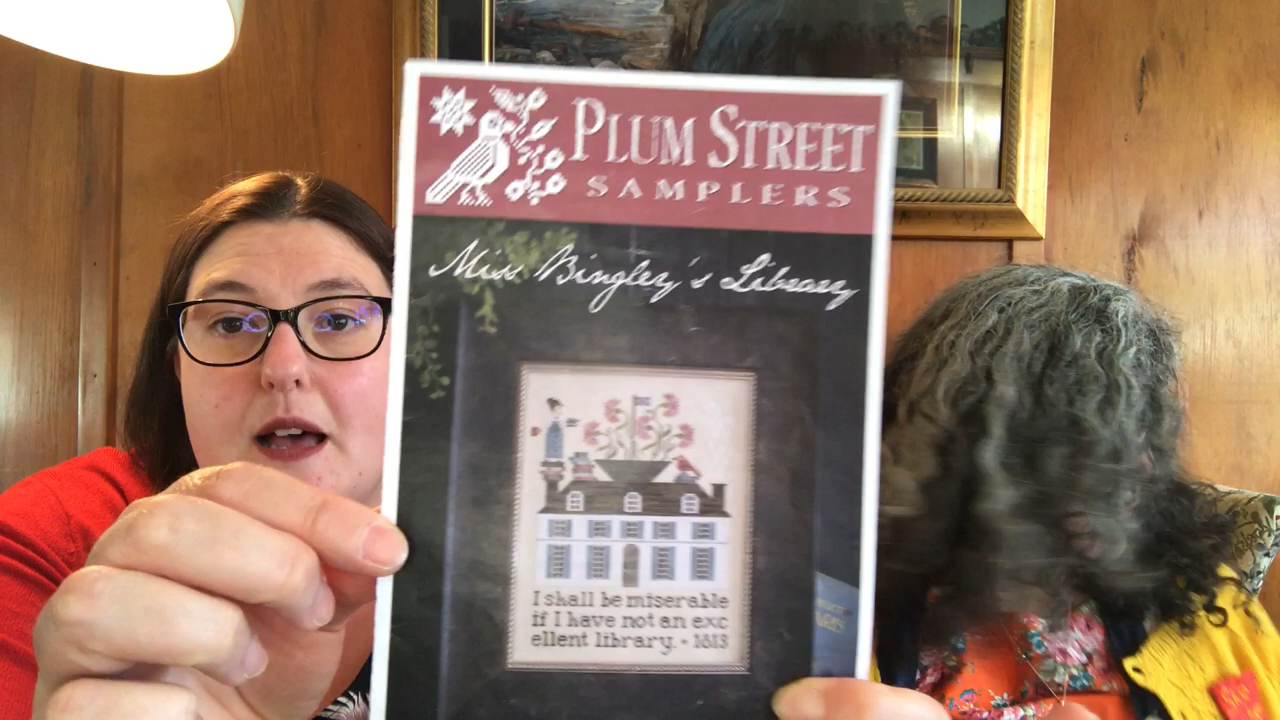 PLUM STREET
SAMPLERS
Miss Bingley's Library
I shall be miserable
if I have not an exc
ellent library. • 1813